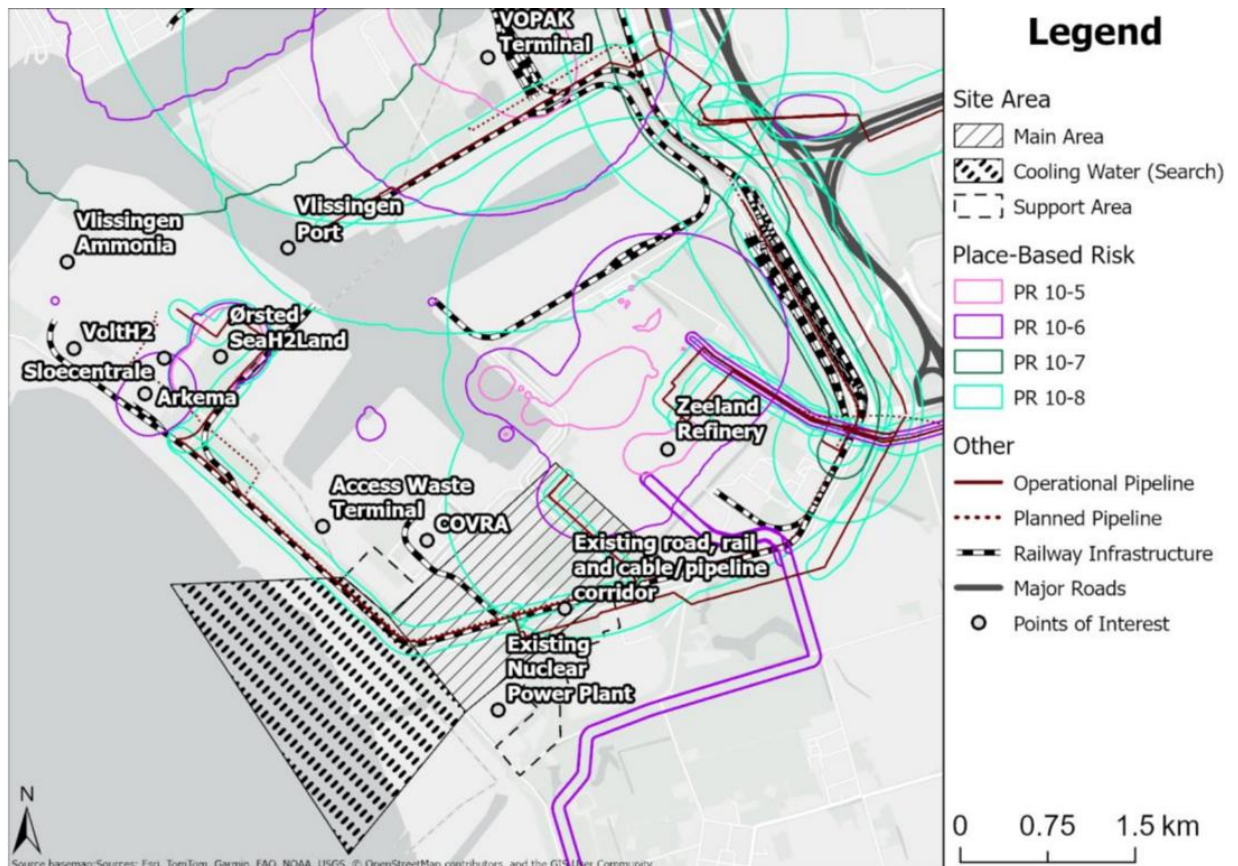 VOPAK
Terminal
Vlissingen
Ammonia
Vlissingen
Port
VoltH2
Ørsted
SeaH2Land
Sloecentrale
Arkema
Zeeland
Refinery
Access Waste
Terminal
COVRA
Existing road, rail
and cable/pipeline
corridor
Existing
Nuclear
Power Plant
N
Source basemap:Sources: Esri, TomTom, Garmin, FAO, NOAA, USGS, © OpenStreetMap contributors, and the GIS User Community
Legend
Site Area
Main Area
Cooling Water (Search)
Support Area
Place-Based Risk
PR 10-5
PR 10-6
PR 10-7
PR 10-8
Other
Operational Pipeline
Planned Pipeline
Railway Infrastructure
Major Roads
Points of Interest
0 0.75 1.5 km